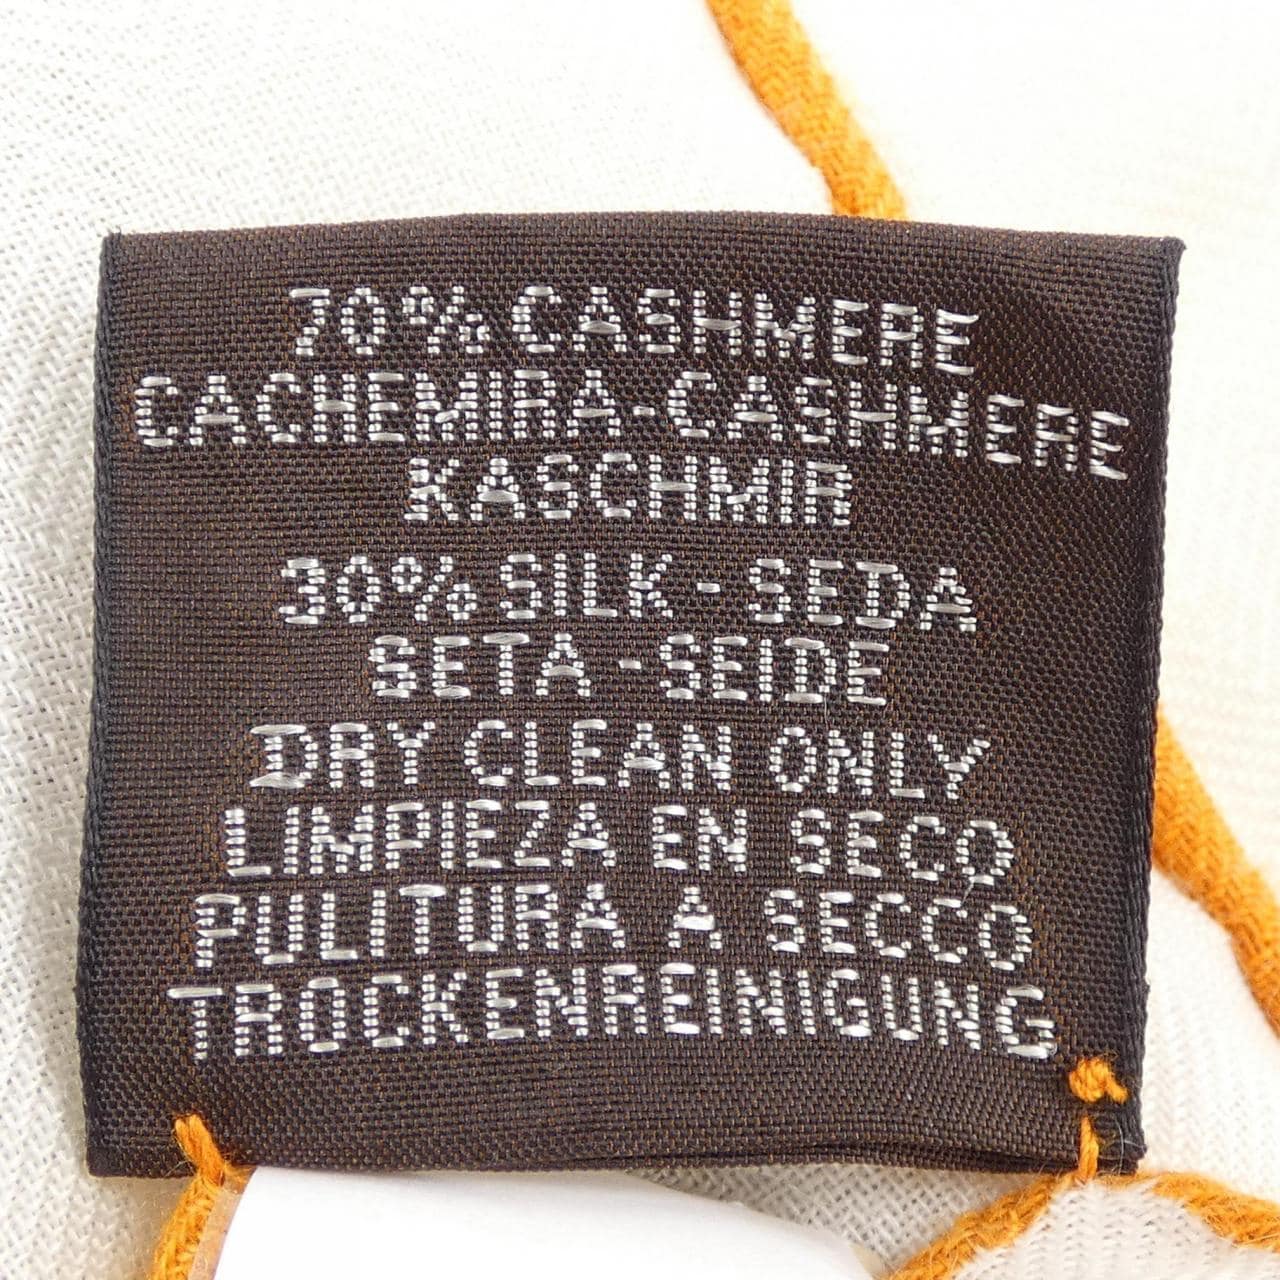 70% CASHMERE
CACHEMIRA-CASHMERE
KASCHMIR
30% SILK - SEDA
SETA - SEIDE
DRY CLEAN ONLY
LIMPIEZA EN SECO
PULITURA A SECCO
TROCKENREINIGUNG